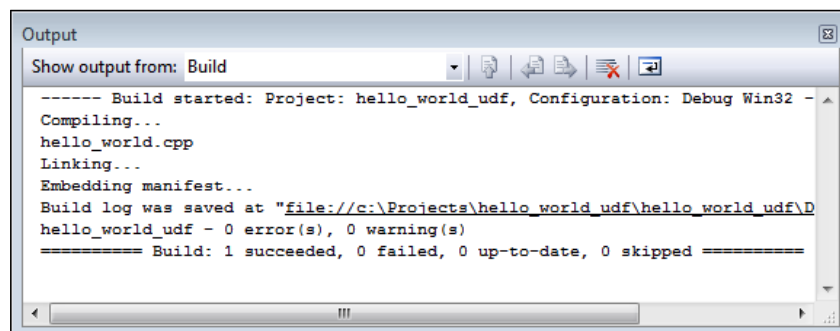 Output
Show output from: Build
------ Build started: Project: hello_world_udf, Configuration: Debug Win32 -
Compiling...
hello_world.cpp
Linking...
Embedding manifest...
Build log was saved at "file://c:\Projects\hello_world_udf\hello_world_udf\D
hello_world_udf - 0 error(s), 0 warning(s)
========== Build: 1 succeeded, 0 failed, 0 up-to-date, 0 skipped ==========